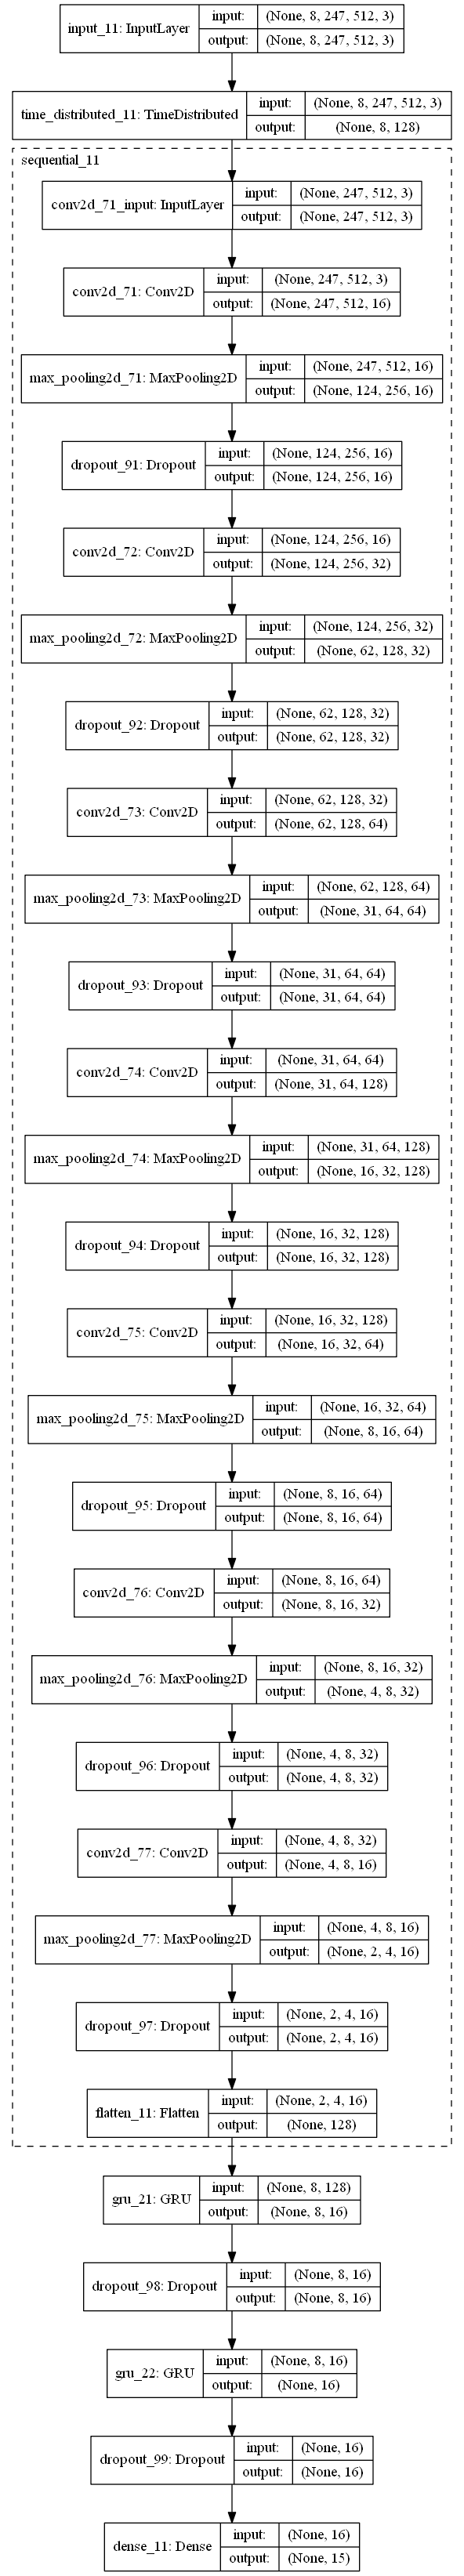 input_11: InputLayer
input: (None, 8, 247, 512, 3)
output: (None, 8, 247, 512, 3)
time_distributed_11: TimeDistributed
input: (None, 8, 247, 512, 3)
output: (None, 8, 128)
sequential_11
conv2d_71_input: InputLayer
input: (None, 247, 512, 3)
output: (None, 247, 512, 3)
conv2d_71: Conv2D
input: (None, 247, 512, 3)
output: (None, 247, 512, 16)
max_pooling2d_71: MaxPooling2D
input: (None, 247, 512, 16)
output: (None, 124, 256, 16)
dropout_91: Dropout
input: (None, 124, 256, 16)
output: (None, 124, 256, 16)
conv2d_72: Conv2D
input: (None, 124, 256, 16)
output: (None, 124, 256, 32)
max_pooling2d_72: MaxPooling2D
input: (None, 124, 256, 32)
output: (None, 62, 128, 32)
dropout_92: Dropout
input: (None, 62, 128, 32)
output: (None, 62, 128, 32)
conv2d_73: Conv2D
input: (None, 62, 128, 32)
output: (None, 62, 128, 64)
max_pooling2d_73: MaxPooling2D
input: (None, 62, 128, 64)
output: (None, 31, 64, 64)
dropout_93: Dropout
input: (None, 31, 64, 64)
output: (None, 31, 64, 64)
conv2d_74: Conv2D
input: (None, 31, 64, 64)
output: (None, 31, 64, 128)
max_pooling2d_74: MaxPooling2D
input: (None, 31, 64, 128)
output: (None, 16, 32, 128)
dropout_94: Dropout
input: (None, 16, 32, 128)
output: (None, 16, 32, 128)
conv2d_75: Conv2D
input: (None, 16, 32, 128)
output: (None, 16, 32, 64)
max_pooling2d_75: MaxPooling2D
input: (None, 16, 32, 64)
output: (None, 8, 16, 64)
dropout_95: Dropout
input: (None, 8, 16, 64)
output: (None, 8, 16, 64)
conv2d_76: Conv2D
input: (None, 8, 16, 64)
output: (None, 8, 16, 32)
max_pooling2d_76: MaxPooling2D
input: (None, 8, 16, 32)
output: (None, 4, 8, 32)
dropout_96: Dropout
input: (None, 4, 8, 32)
output: (None, 4, 8, 32)
conv2d_77: Conv2D
input: (None, 4, 8, 32)
output: (None, 4, 8, 16)
max_pooling2d_77: MaxPooling2D
input: (None, 4, 8, 16)
output: (None, 2, 4, 16)
dropout_97: Dropout
input: (None, 2, 4, 16)
output: (None, 2, 4, 16)
flatten_11: Flatten
input: (None, 2, 4, 16)
output: (None, 128)
gru_21: GRU
input: (None, 8, 128)
output: (None, 8, 16)
dropout_98: Dropout
input: (None, 8, 16)
output: (None, 8, 16)
gru_22: GRU
input: (None, 8, 16)
output: (None, 16)
dropout_99: Dropout
input: (None, 16)
output: (None, 16)
dense_11: Dense
input: (None, 16)
output: (None, 15)